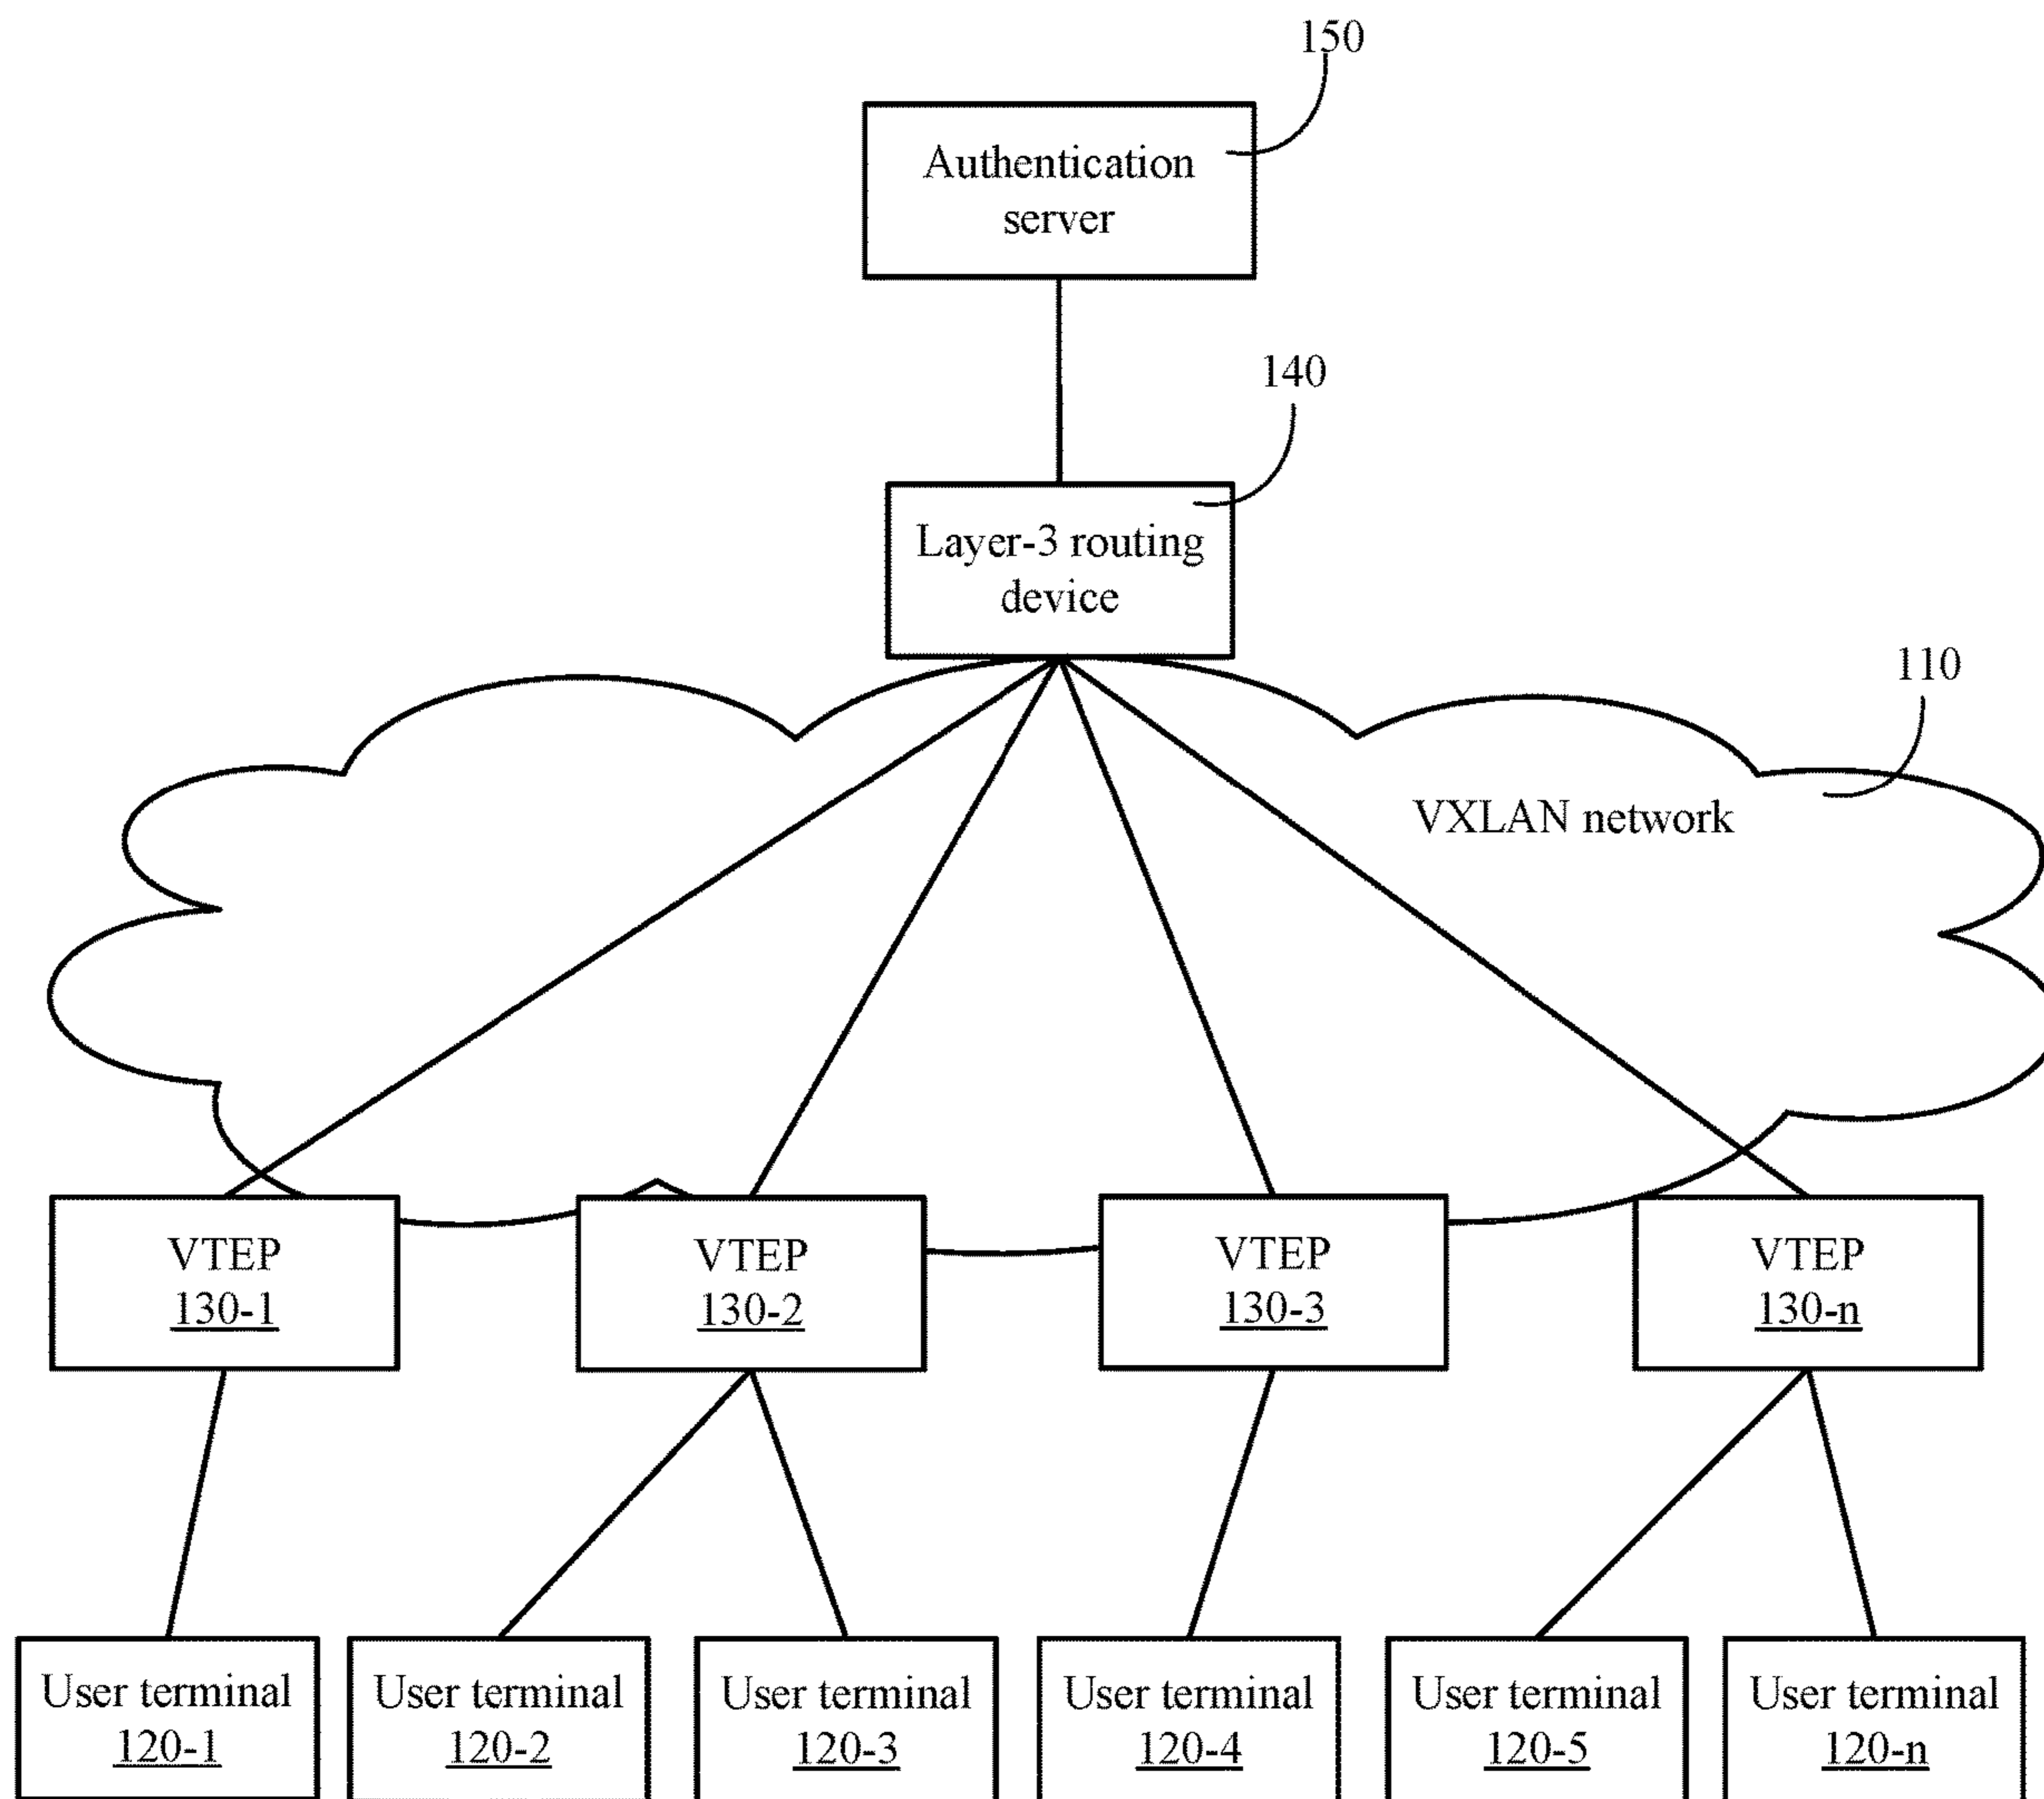 150
Authentication
server
140
Layer-3 routing
device
110
VXLAN network
VTEP
130-1
VTEP
130-2
VTEP
130-3
VTEP
130-n
User terminal
120-1
User terminal
120-2
User terminal
120-3
User terminal
120-4
User terminal
120-5
User terminal
120-n